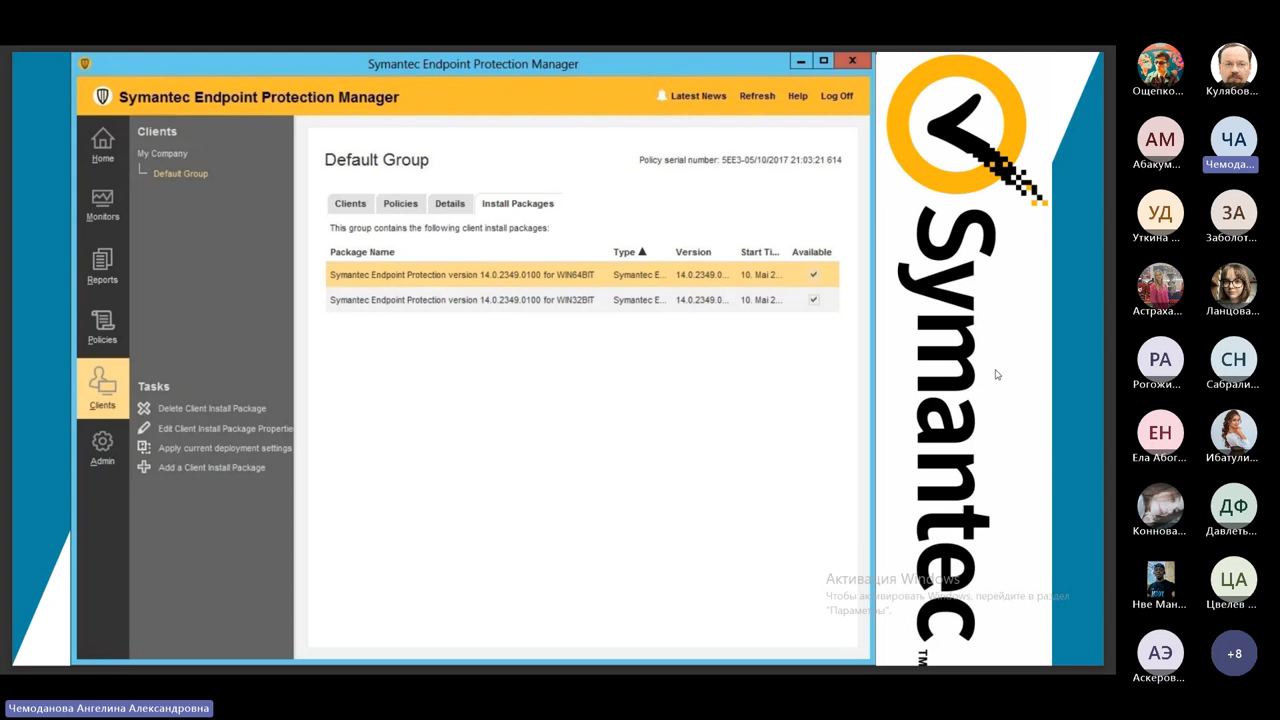 Symantec Endpoint Protection Manager
Symantec Endpoint Protection Manager
Latest News Refresh Help Log Off
Home
Monitors
Reports
Policies
Clients
Admin
Clients
My Company
Default Group
Tasks
Delete Client Install Package
Edit Client Install Package Propertie
Apply current deployment settings
Add a Client Install Package
Default Group
Policy serial number: 5EE3-05/10/2017 21:03:21 614
Clients Policies Details Install Packages
This group contains the following client install packages:
Package Name Type ▲ Version Start Ti... Available
Symantec Endpoint Protection version 14.0.2349.0100 for WIN64BIT Symantec E... 14.0.2349.0... 10. Mai 2...
Symantec Endpoint Protection version 14.0.2349.0100 for WIN32BIT Symantec E... 14.0.2349.0... 10. Mai 2...
Symantec™
Активация Windows
Чтобы активировать Windows, перейдите в раздел
"Параметры".
Ощепко... Кулябов...
АМ ЧА
Абакум... Чемода...
УД ЗА
Уткина ... Заболот...
Астраха... Ланцова...
РА СН
Рогожи... Сабрали...
ЕН
Ела Абог... Ибатули...
ДФ
Коннова... Давлеть...
ЦА
Нве Ман... Цвелев ...
АЭ +8
Аскеров...
Чемоданова Ангелина Александровна